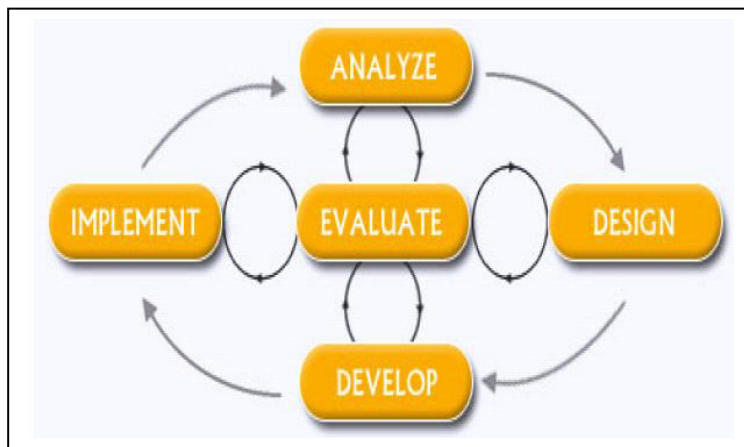 ANALYZE
IMPLEMENT
EVALUATE
DESIGN
DEVELOP